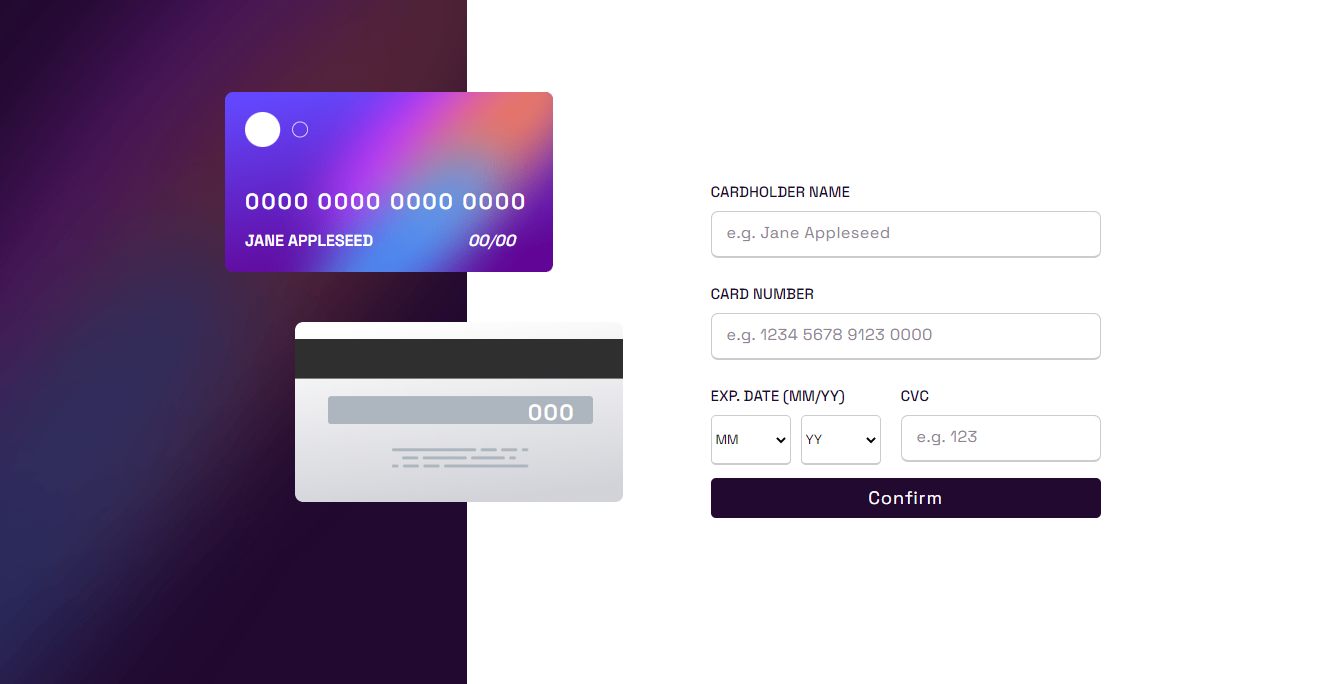 0000 0000 0000 0000
JANE APPLESEED 00/00
000
CARDHOLDER NAME
e.g. Jane Appleseed
CARD NUMBER
e.g. 1234 5678 9123 0000
EXP. DATE (MM/YY) CVC
MM YY e.g. 123
Confirm